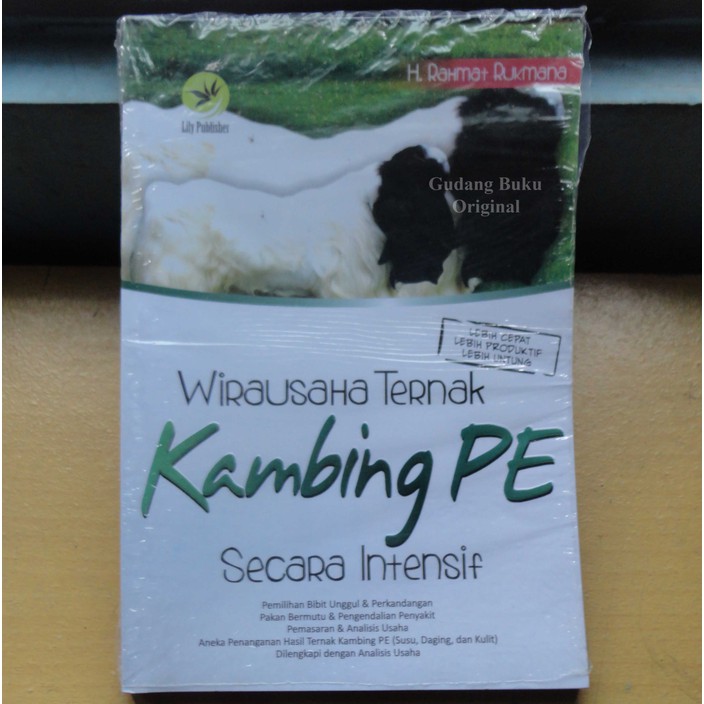 H. Rahmat Rukmana
Lily Publisher
Gudang Buku
Original
LEBIH CEPAT
LEBIH PRODUKTIF
LEBIH UNTUNG
Wirausaha Ternak
Kambing PE
Secara Intensif
Pemilihan Bibit Unggul & Perkandangan
Pakan Bermutu & Pengendalian Penyakit
Pemasaran & Analisis Usaha
Aneka Penanganan Hasil Ternak Kambing PE (Susu, Daging, dan Kulit)
Dilengkapi dengan Analisis Usaha